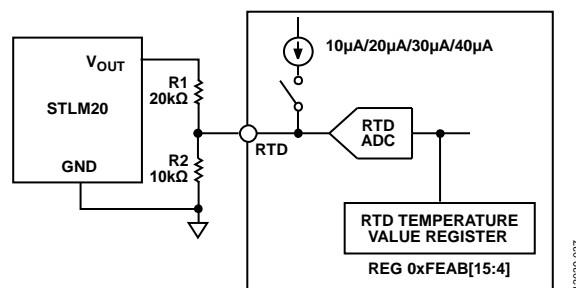 10µA/20µA/30µA/40µA
VOUT
R1
20kΩ
STLM20
RTD
ADC
RTD
R2
10kΩ
GND
RTD TEMPERATURE
VALUE REGISTER
REG 0xFEAB[15:4]